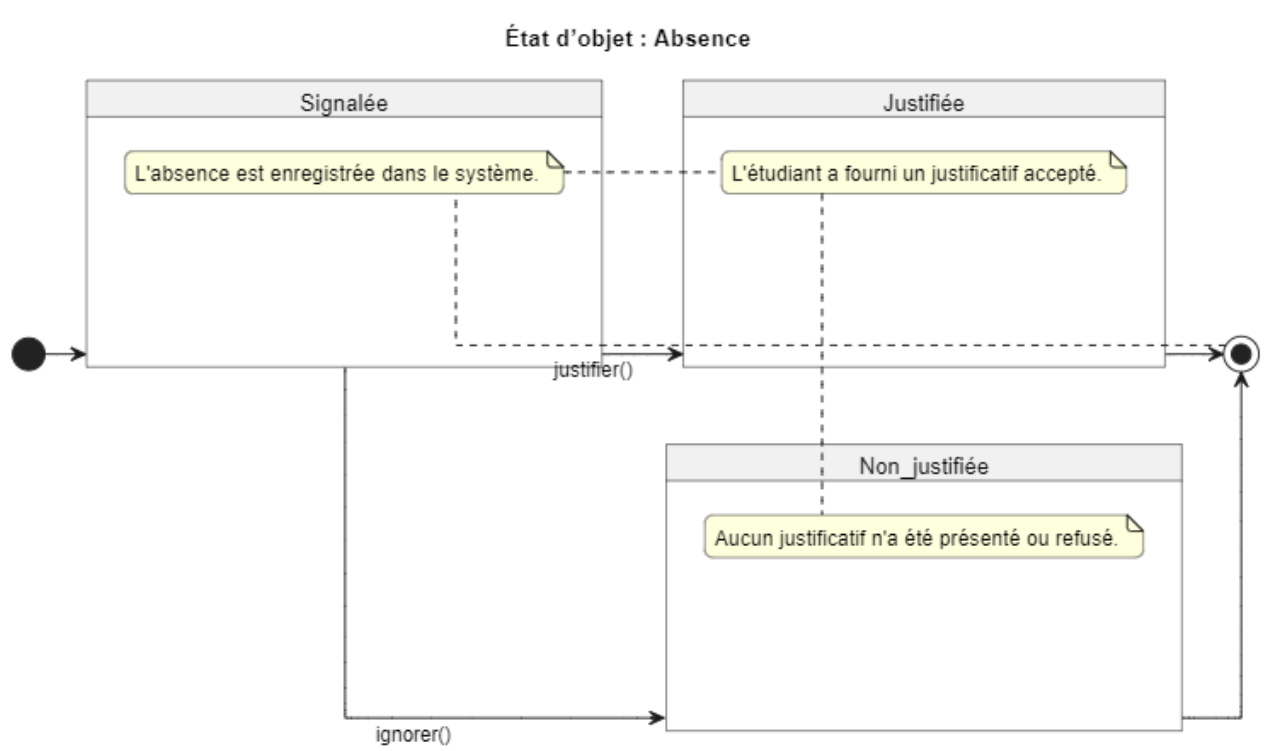 État d’objet : Absence
Signalée
Justifiée
L'absence est enregistrée dans le système.
L'étudiant a fourni un justificatif accepté.
justifier()
Non_justifiée
Aucun justificatif n'a été présenté ou refusé.
ignorer()